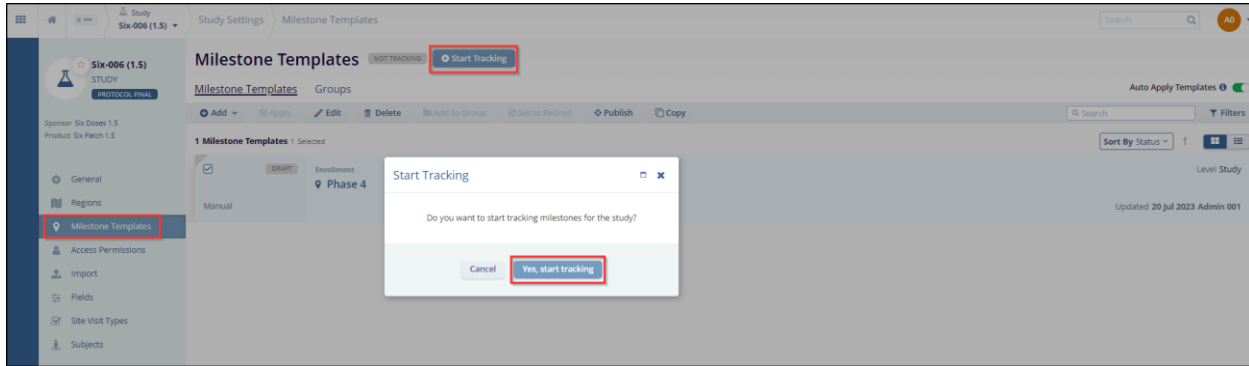 Study
Six-006 (1.5)
Study Settings
Milestone Templates
Search
A0
Six-006 (1.5)
STUDY
PROTOCOL FINAL
Sponsor Six Doses 1.5
Product Six Patch 1.5
General
Regions
Milestone Templates
Access Permissions
Import
Fields
Site Visit Types
Subjects
Milestone Templates NOT TRACKING Start Tracking
Milestone Templates Groups
Auto Apply Templates
Add Apply Edit Delete Add to Group Set to Retired Publish Copy
Search Filters
1 Milestone Templates 1 Selected
Sort By Status
DRAFT
Enrollment
Phase 4
Level Study
Manual
Updated 20 Jul 2023 Admin 001
Start Tracking
Do you want to start tracking milestones for the study?
Cancel Yes, start tracking